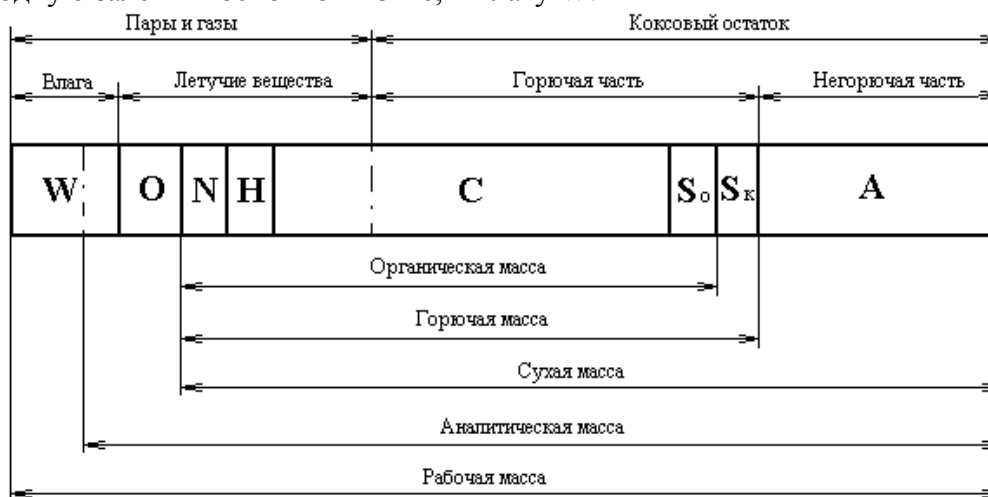 Пары и газы Коксовый остаток
Влага Летучие вещества Горючая часть Негорючая часть
W O N H C Sо Sк A
Органическая масса
Горючая масса
Сухая масса
Аналитическая масса
Рабочая масса